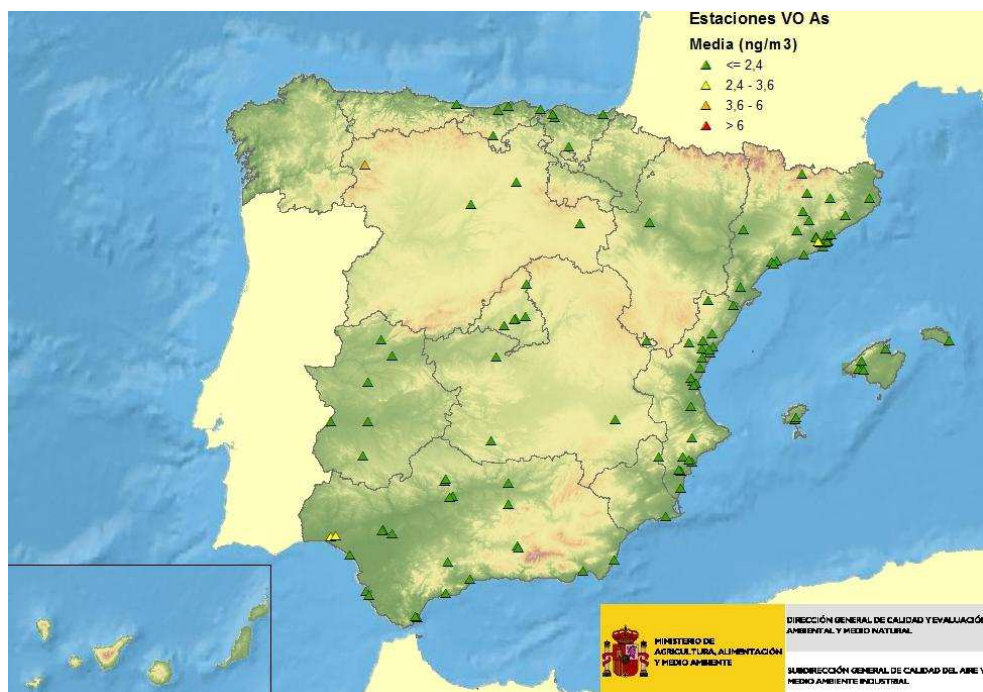 Estaciones VO As
Media (ng/m3)
<= 2,4
2,4 - 3,6
3,6 - 6
> 6
MINISTERIO DE
AGRICULTURA, ALIMENTACIÓN
Y MEDIO AMBIENTE
DIRECCIÓN GENERAL DE CALIDAD Y EVALUACIÓ
AMBIENTAL Y MEDIO NATURAL
SUBDIRECCIÓN GENERAL DE CALIDAD DEL AIRE Y
MEDIO AMBIENTE INDUSTRIAL